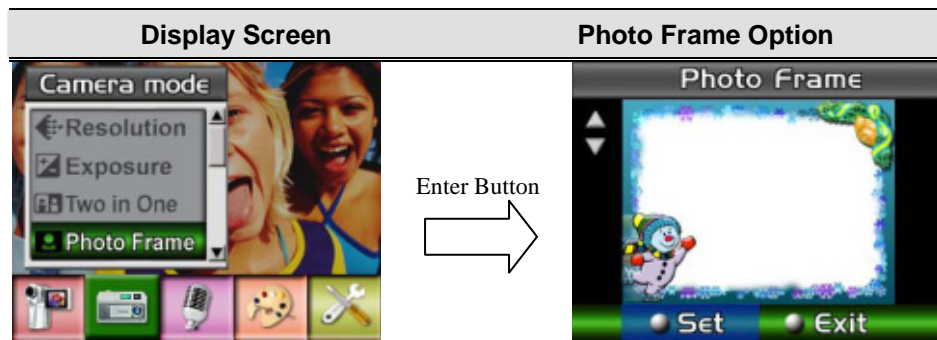 Display Screen
Photo Frame Option
Camera mode
Resolution
Exposure
Two in One
Photo Frame
Enter Button
Photo Frame
Set
Exit